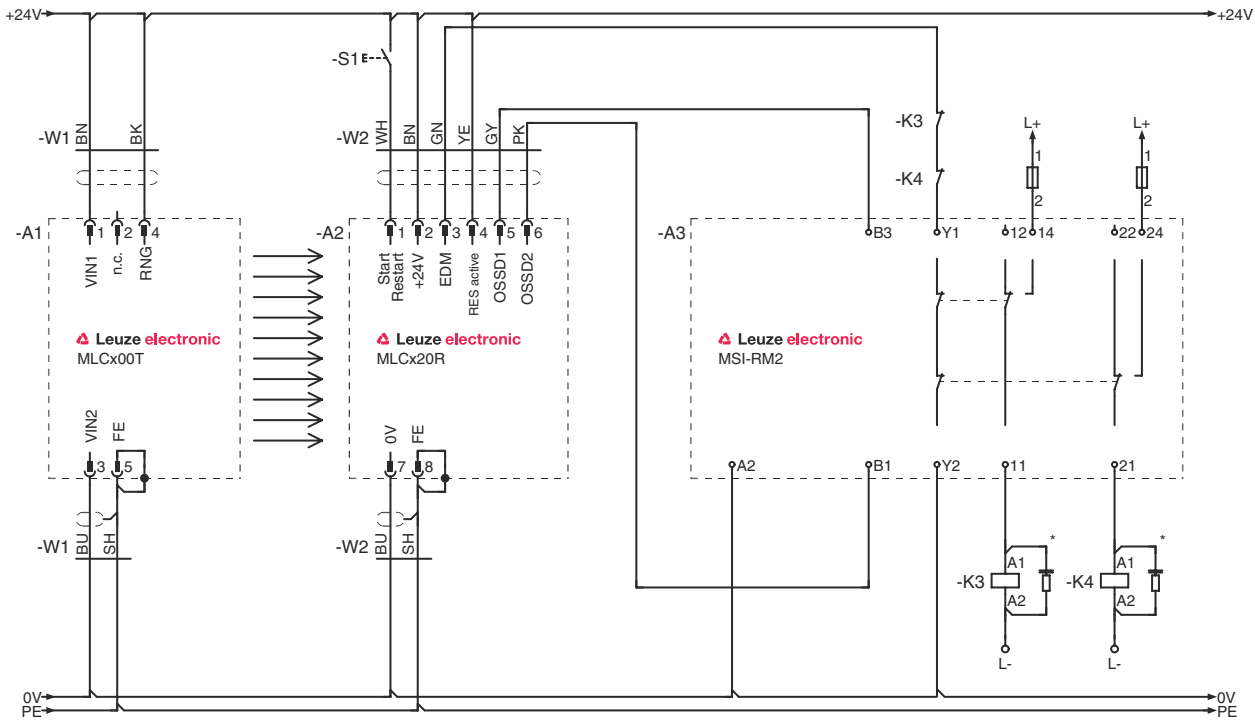 +24V
+24V
-S1
-W1
BN
BK
-W2
WH
BN
GN
YE
GY
PK
-K3
-K4
L+
1
2
L+
1
2
-A1
1
2
4
VIN1
n.c.
RNG
-A2
1
2
3
4
5
6
Start
Restart
+24V
EDM
RES active
OSSD1
OSSD2
-A3
B3
Y1
12
14
22
24
Leuze electronic
MLCx00T
Leuze electronic
MLCx20R
Leuze electronic
MSI-RM2
VIN2
FE
3
5
0V
FE
7
8
A2
B1
Y2
11
21
-W1
BU
SH
-W2
BU
SH
-K3
A1
A2
*
-K4
A1
A2
*
L-
L-
0V
0V
PE
PE